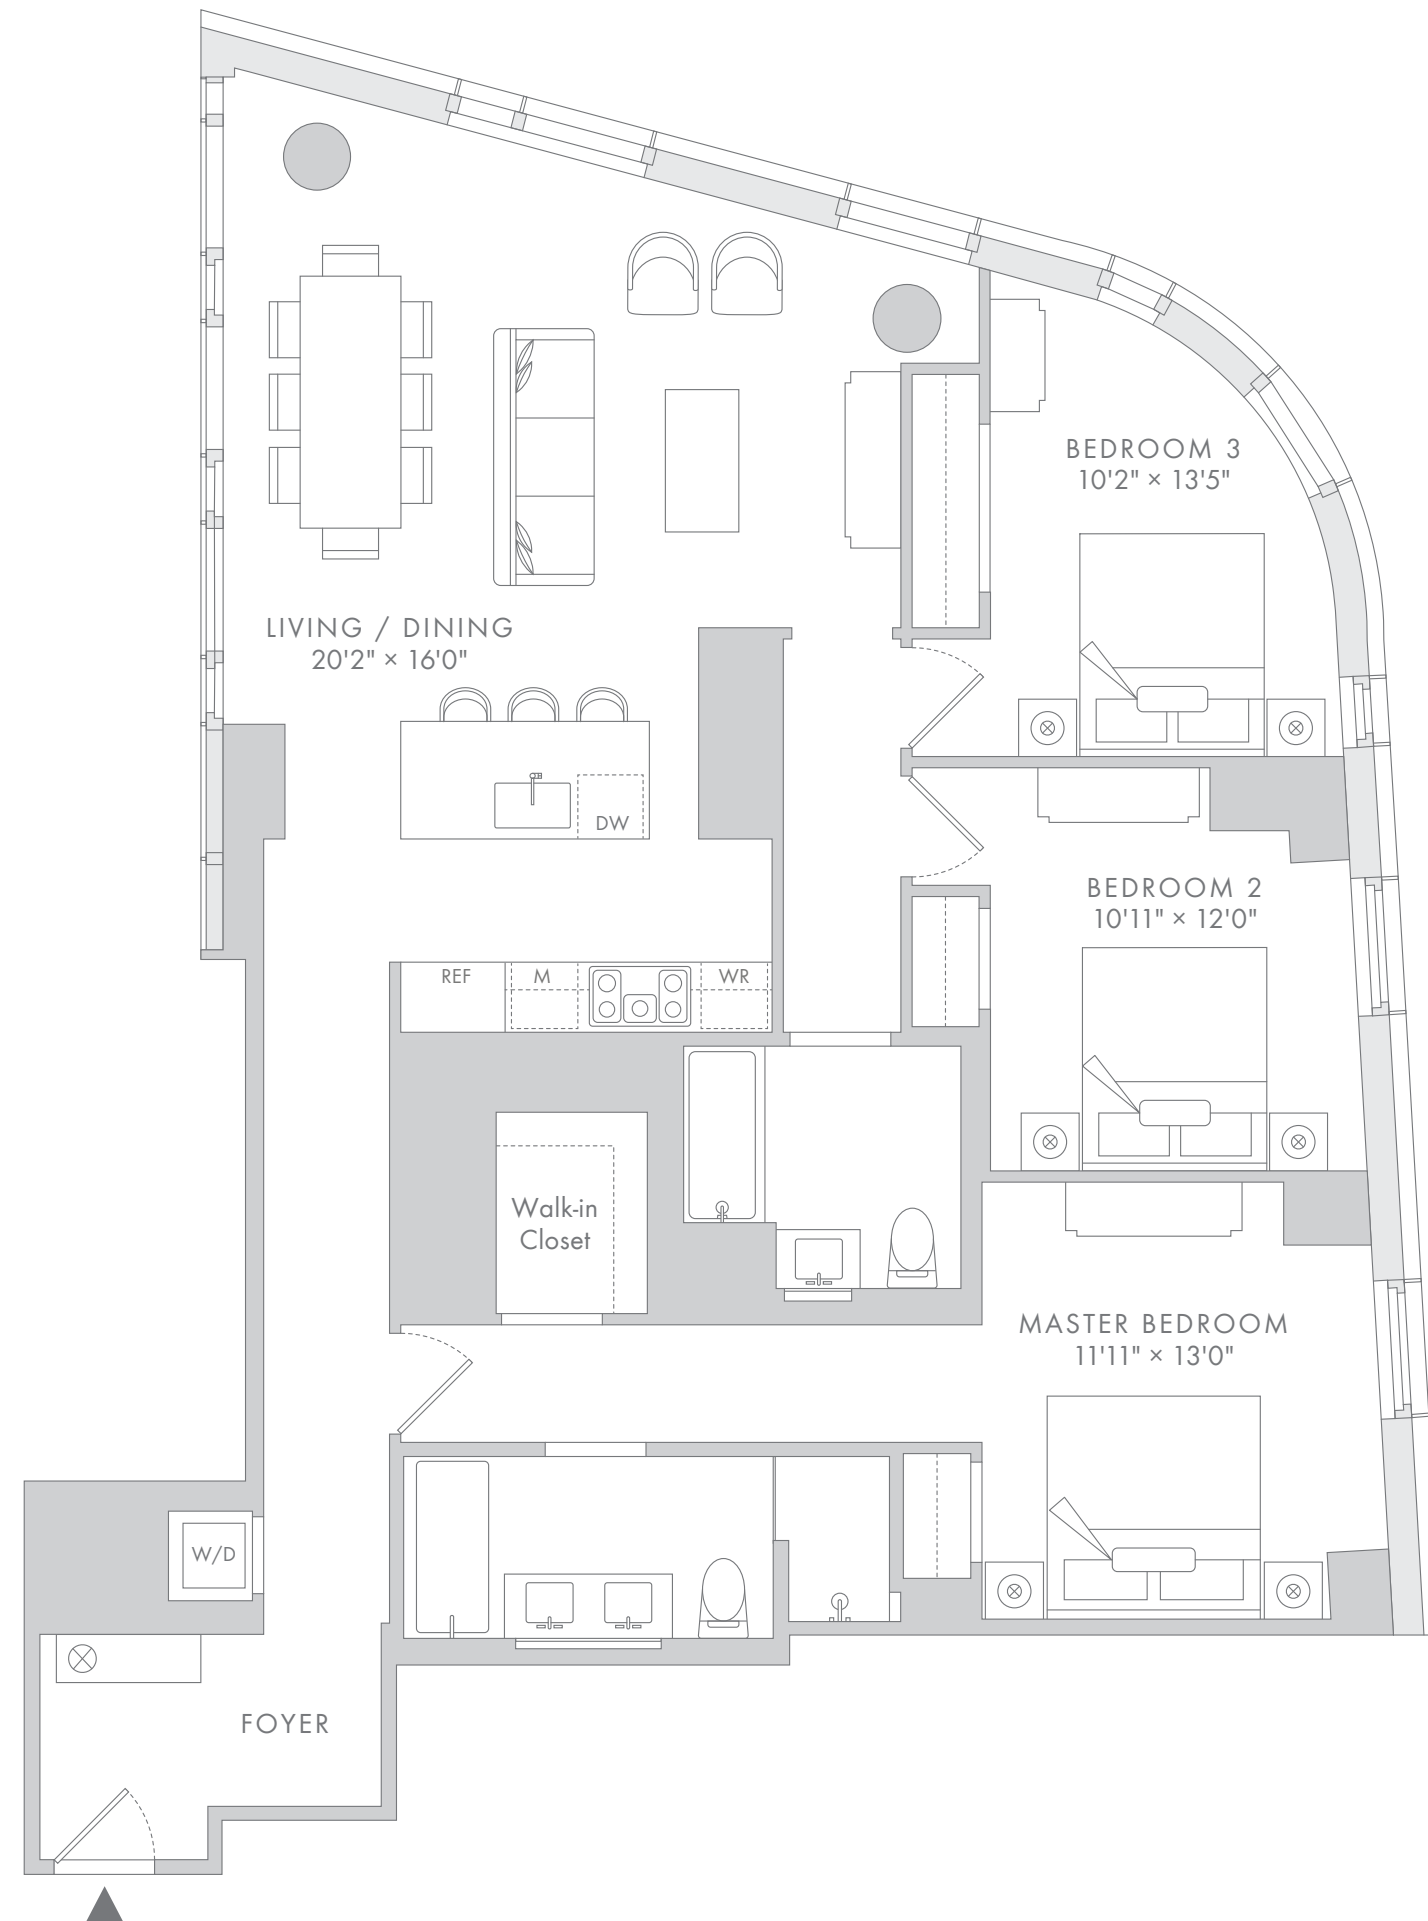 BEDROOM 3
10'2" × 13'5"
LIVING / DINING
20'2" × 16'0"
DW
BEDROOM 2
10'11" × 12'0"
REF
M
WR
Walk-in
Closet
MASTER BEDROOM
11'11" × 13'0"
W/D
FOYER